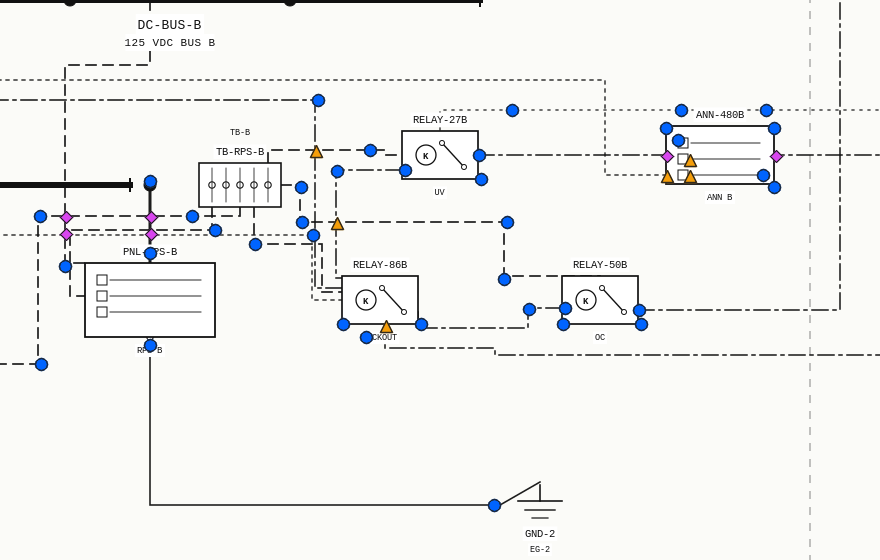 DC-BUS-B
125 VDC BUS B
TB-B
TB-RPS-B
RELAY-27B
K
UV
ANN-480B
ANN B
RELAY-86B
K
RELAY-50B
K
OC
GND-2
EG-2